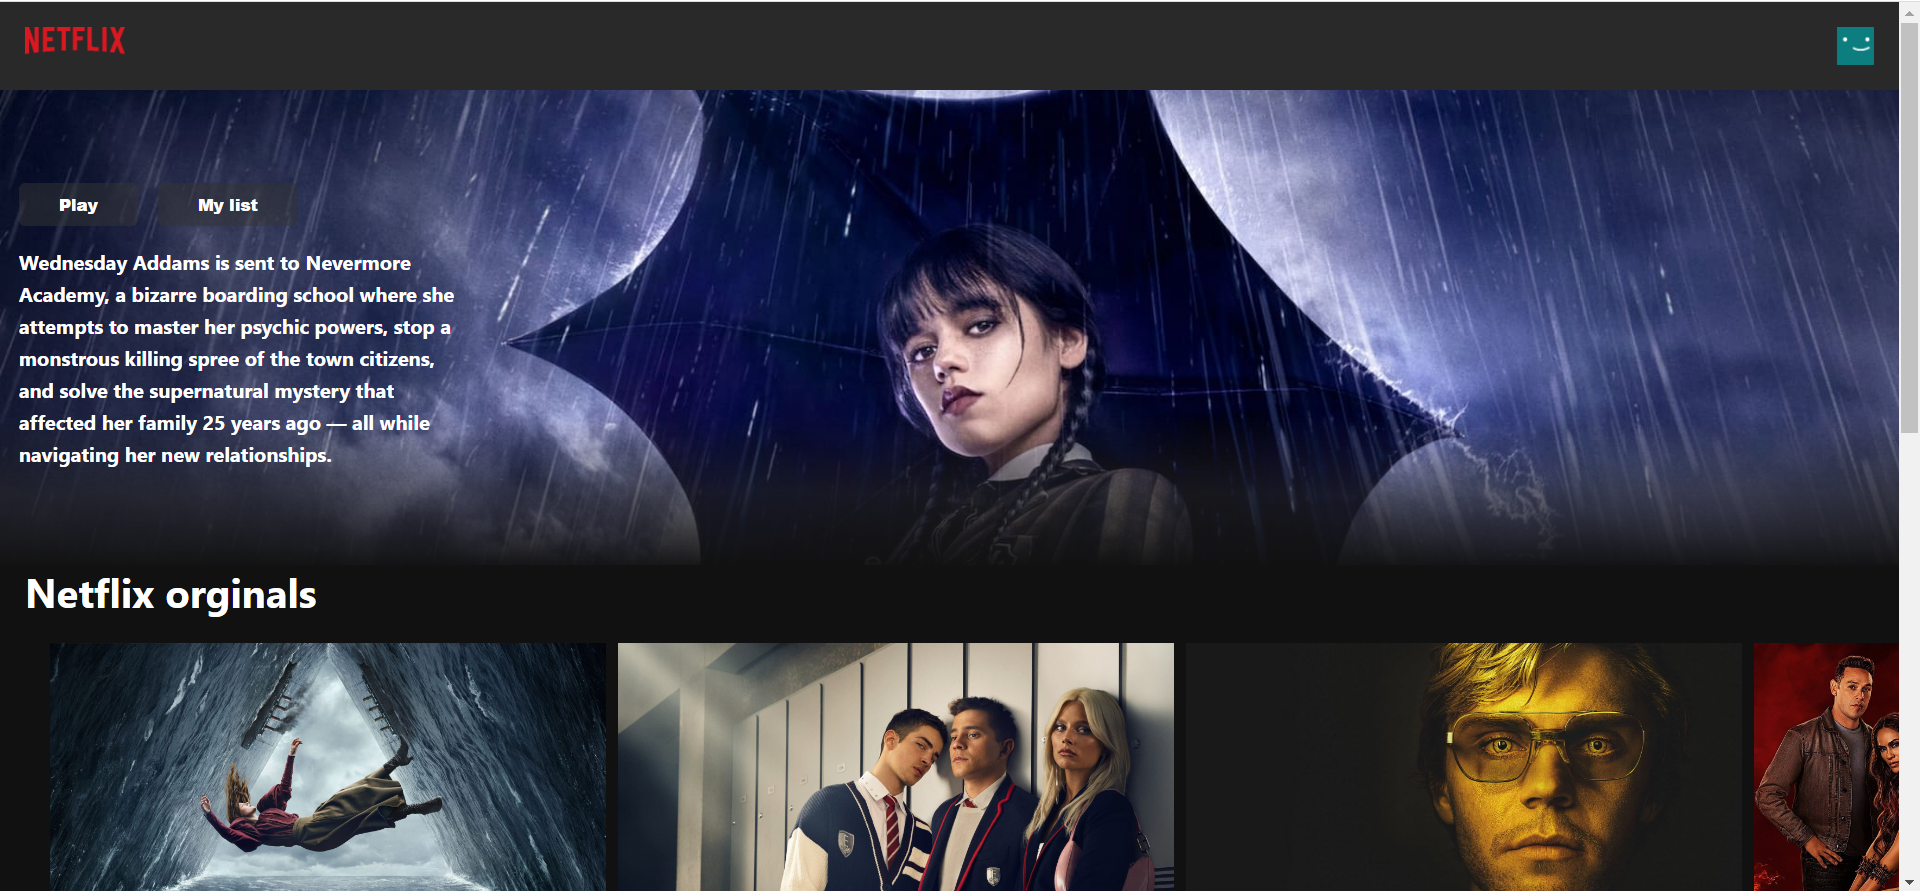 NETFLIX
Play
My list
Wednesday Addams is sent to Nevermore
Academy, a bizarre boarding school where she
attempts to master her psychic powers, stop a
monstrous killing spree of the town citizens,
and solve the supernatural mystery that
affected her family 25 years ago — all while
navigating her new relationships.
Netflix orginals